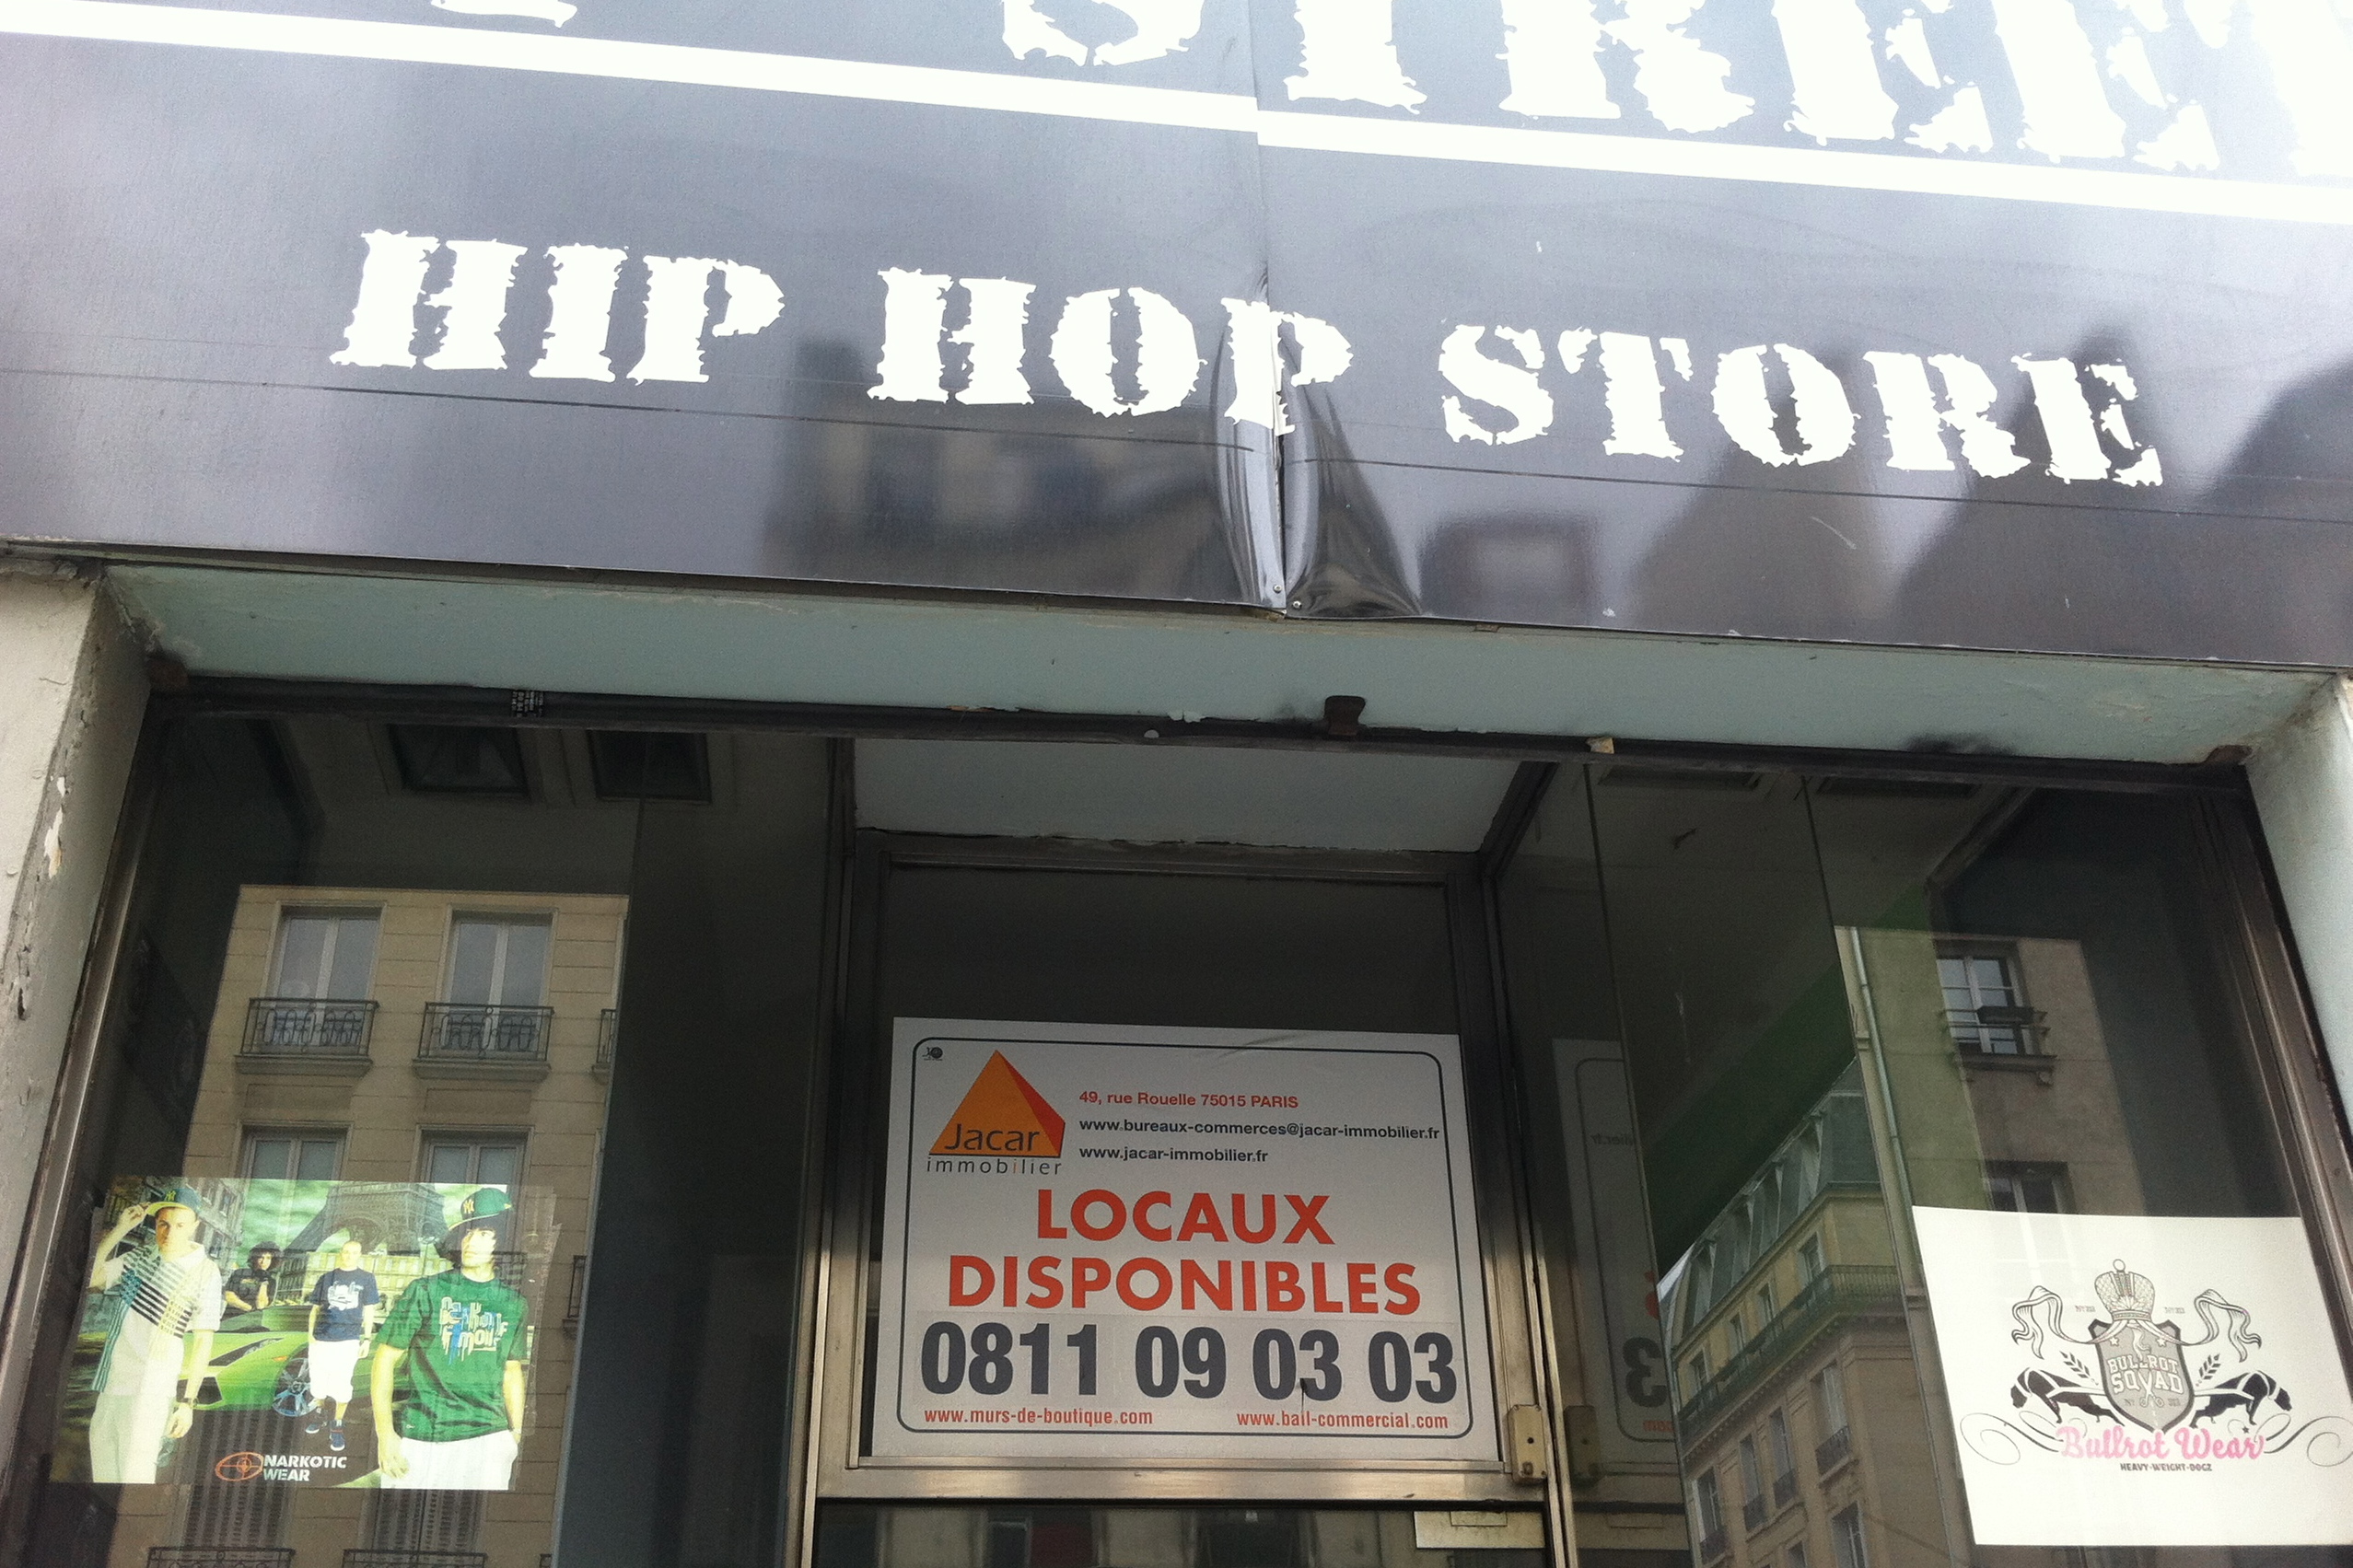 STREET
HIP HOP STORE
Jacar
immobilier
49, rue Rouelle 75015 PARIS
www.bureaux-commerces@jacar-immobilier.fr
www.jacar-immobilier.fr
LOCAUX
DISPONIBLES
0811 09 03 03
www.murs-de-boutique.com
www.bail-commercial.com
NARKOTIC
WEAR
BULLROT
SQUAD
Bullrot Wear
HEAVY-WEIGHT-DOGZ